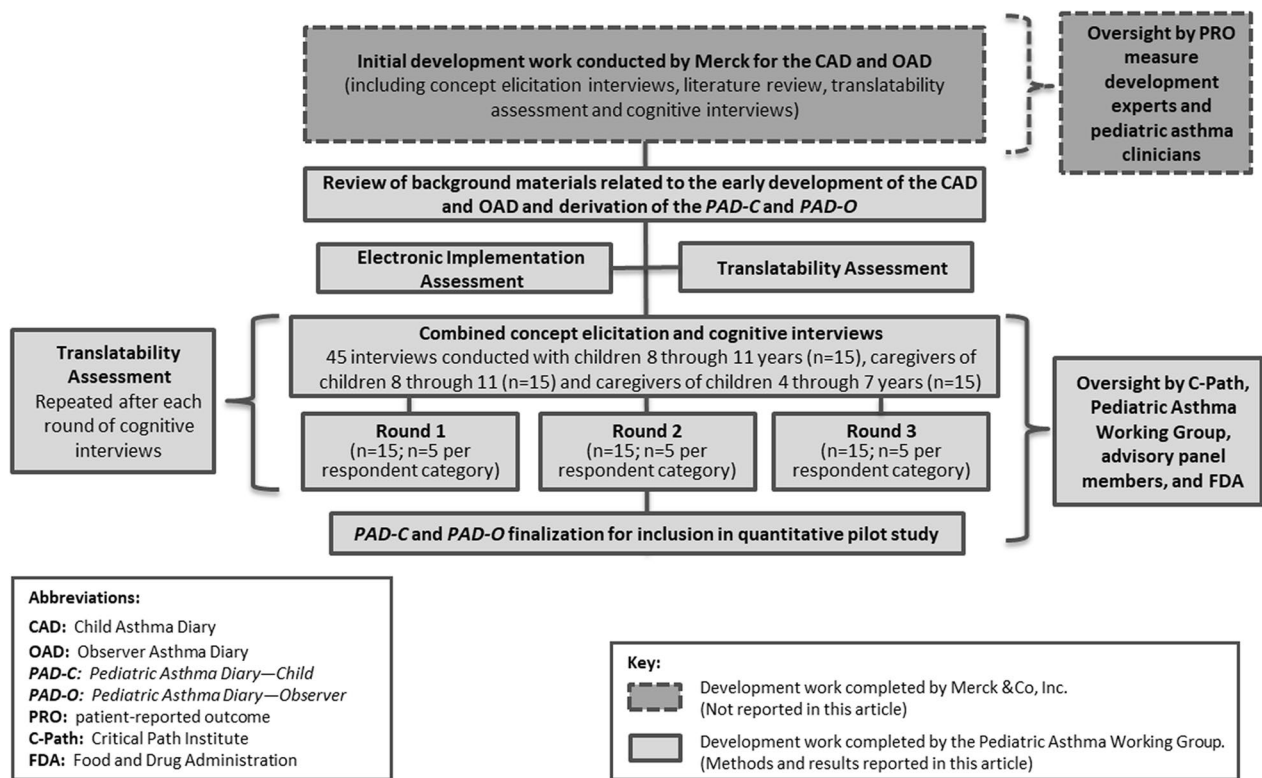 Initial development work conducted by Merck for the CAD and OAD
(including concept elicitation interviews, literature review, translatability
assessment and cognitive interviews)
Oversight by PRO
measure
development
experts and
pediatric asthma
clinicians
Review of background materials related to the early development of the CAD
and OAD and derivation of the PAD-C and PAD-O
Electronic Implementation
Assessment
Translatability Assessment
Translatability
Assessment
Repeated after each
round of cognitive
interviews
Combined concept elicitation and cognitive interviews
45 interviews conducted with children 8 through 11 years (n=15), caregivers of
children 8 through 11 (n=15) and caregivers of children 4 through 7 years (n=15)
Round 1
(n=15; n=5 per
respondent category)
Round 2
(n=15; n=5 per
respondent category)
Round 3
(n=15; n=5 per
respondent category)
Oversight by C-Path,
Pediatric Asthma
Working Group,
advisory panel
members, and FDA
PAD-C and PAD-O finalization for inclusion in quantitative pilot study
Abbreviations:
CAD: Child Asthma Diary
OAD: Observer Asthma Diary
PAD-C: Pediatric Asthma Diary—Child
PAD-O: Pediatric Asthma Diary—Observer
PRO: patient-reported outcome
C-Path: Critical Path Institute
FDA: Food and Drug Administration
Key:
Development work completed by Merck &Co, Inc.
(Not reported in this article)
Development work completed by the Pediatric Asthma Working Group.
(Methods and results reported in this article)